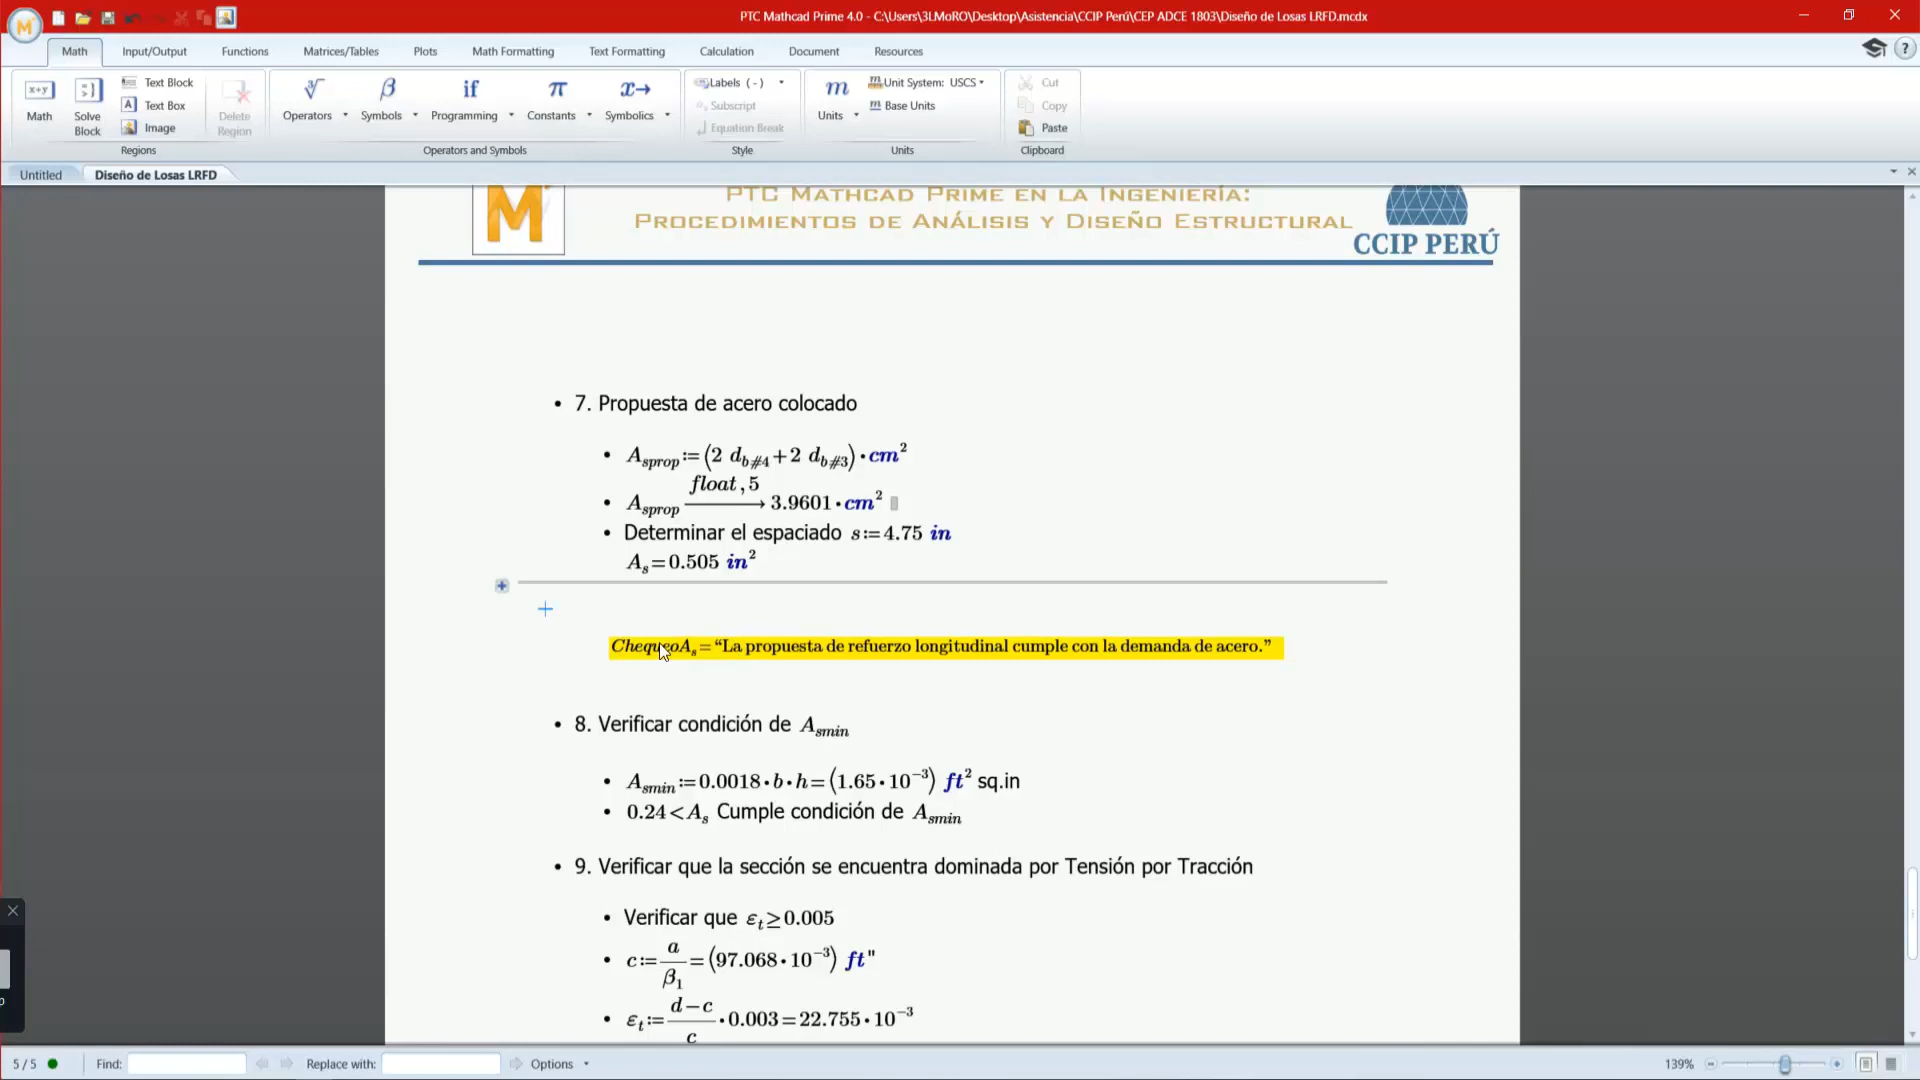 PTC Mathcad Prime 4.0 - C:\Users\3LMoRO\Desktop\Asistencia\CCIP Perú\CEP ADCE 1803\Diseño de Losas LRFD.mcdx
Math Input/Output Functions Matrices/Tables Plots Math Formatting Text Formatting Calculation Document Resources
Math
Solve Block
Text Block
Text Box
Image
Delete Region
Operators
Symbols
Programming
Constants
Symbolics
Labels ( - )
Subscript
Equation Break
Units
Unit System: USCS
Base Units
Cut
Copy
Paste
Regions Operators and Symbols Style Units Clipboard
Untitled Diseño de Losas LRFD
M
PTC MATHCAD PRIME EN LA INGENIERÍA:
PROCEDIMIENTOS DE ANÁLISIS Y DISEÑO ESTRUCTURAL
CCIP PERÚ
• 7. Propuesta de acero colocado
• A_sprop := (2 d_b#4 + 2 d_b#3) · cm²
• A_sprop float , 5 → 3.9601 · cm²
• Determinar el espaciado s := 4.75 in
A_s = 0.505 in²
ChequeoA_s = “La propuesta de refuerzo longitudinal cumple con la demanda de acero.”
• 8. Verificar condición de A_smin
• A_smin := 0.0018 · b · h = (1.65 · 10⁻³) ft² sq.in
• 0.24 < A_s Cumple condición de A_smin
• 9. Verificar que la sección se encuentra dominada por Tensión por Tracción
• Verificar que ε_t ≥ 0.005
• c := a/β₁ = (97.068 · 10⁻³) ft"
• ε_t := (d − c)/c · 0.003 = 22.755 · 10⁻³
5 / 5 Find: Replace with: Options 139%